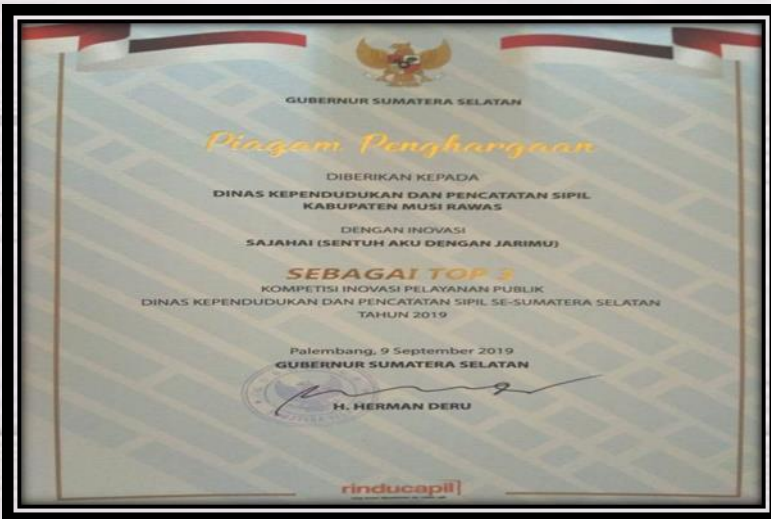 GUBERNUR SUMATERA SELATAN
Piagam Penghargaan
DIBERIKAN KEPADA
DINAS KEPENDUDUKAN DAN PENCATATAN SIPIL
KABUPATEN MUSI RAWAS
DENGAN INOVASI
SAJAHAI (SENTUH AKU DENGAN JARIMU)
SEBAGAI TOP 3
KOMPETISI INOVASI PELAYANAN PUBLIK
DINAS KEPENDUDUKAN DAN PENCATATAN SIPIL SE-SUMATERA SELATAN
TAHUN 2019
Palembang, 9 September 2019
GUBERNUR SUMATERA SELATAN
H. HERMAN DERU
rinducapil]